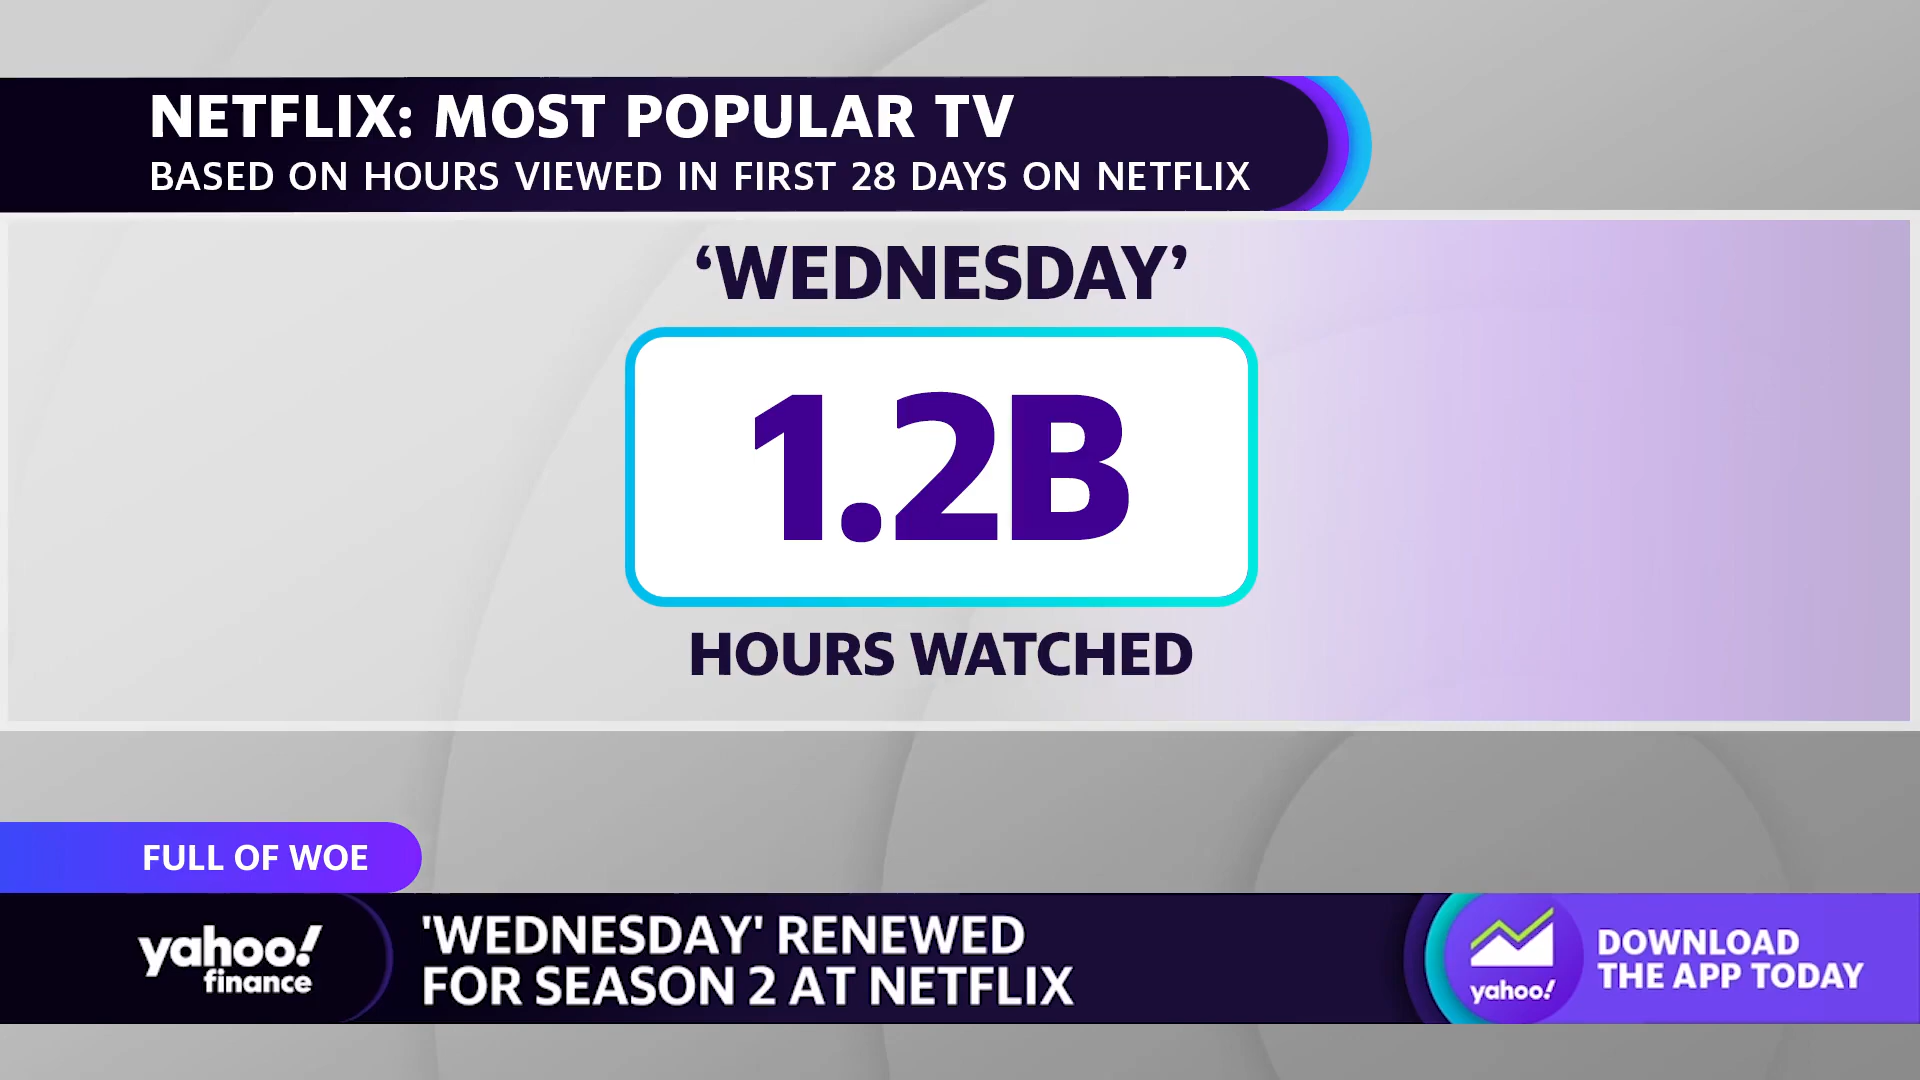 NETFLIX: MOST POPULAR TV
BASED ON HOURS VIEWED IN FIRST 28 DAYS ON NETFLIX
‘WEDNESDAY’
1.2B
HOURS WATCHED
FULL OF WOE
yahoo!
finance
'WEDNESDAY' RENEWED
FOR SEASON 2 AT NETFLIX
yahoo!
DOWNLOAD
THE APP TODAY